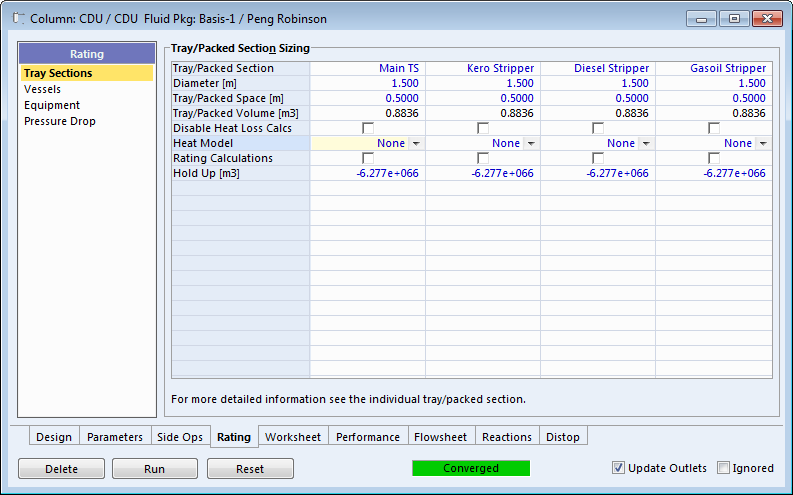 Column: CDU / CDU Fluid Pkg: Basis-1 / Peng Robinson
Rating
Tray Sections
Vessels
Equipment
Pressure Drop
Tray/Packed Section Sizing
Tray/Packed Section Main TS Kero Stripper Diesel Stripper Gasoil Stripper
Diameter [m] 1.500 1.500 1.500 1.500
Tray/Packed Space [m] 0.5000 0.5000 0.5000 0.5000
Tray/Packed Volume [m3] 0.8836 0.8836 0.8836 0.8836
Disable Heat Loss Calcs
Heat Model None None None None
Rating Calculations
Hold Up [m3] -6.277e+066 -6.277e+066 -6.277e+066 -6.277e+066
For more detailed information see the individual tray/packed section.
Design Parameters Side Ops Rating Worksheet Performance Flowsheet Reactions Distop
Delete Run Reset Converged Update Outlets Ignored